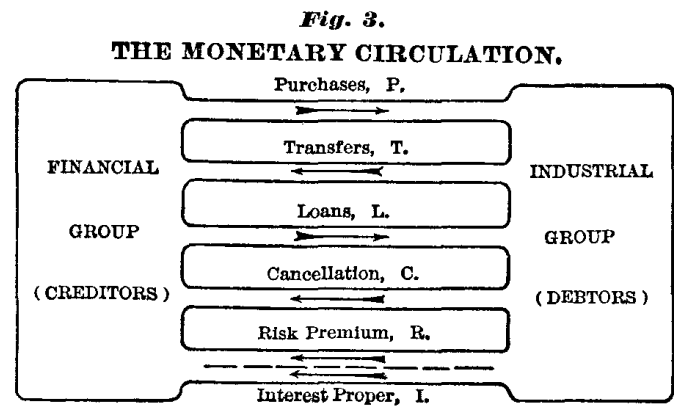 Fig. 3.
THE MONETARY CIRCULATION.
Purchases, P.
Transfers, T.
FINANCIAL
INDUSTRIAL
Loans, L.
GROUP
GROUP
Cancellation, C.
(CREDITORS)
(DEBTORS)
Risk Premium, R.
Interest Proper, I.